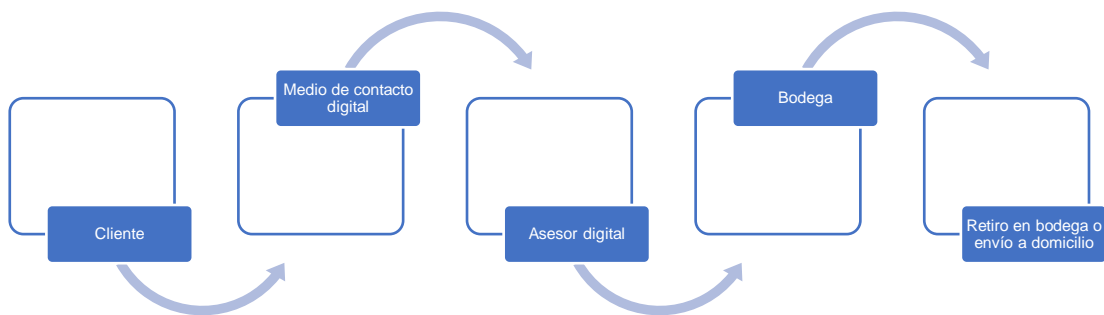 Cliente
Medio de contacto
digital
Asesor digital
Bodega
Retiro en bodega o
envío a domicilio